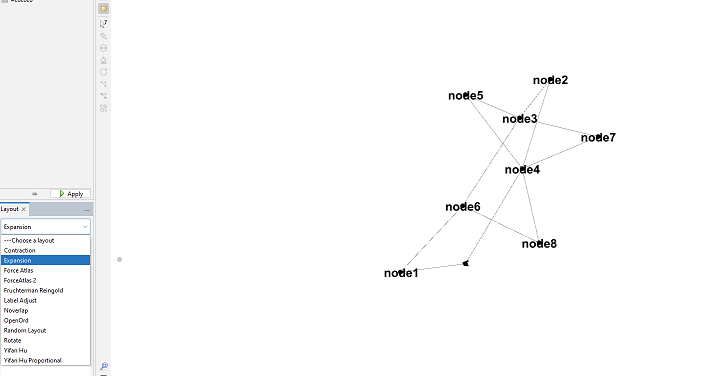 Apply
Layout ×
Expansion
---Choose a layout
Contraction
Expansion
Force Atlas
ForceAtlas 2
Fruchterman Reingold
Label Adjust
Noverlap
OpenOrd
Random Layout
Rotate
Yifan Hu
Yifan Hu Proportional
node2
node5
node3
node7
node4
node6
node8
node1